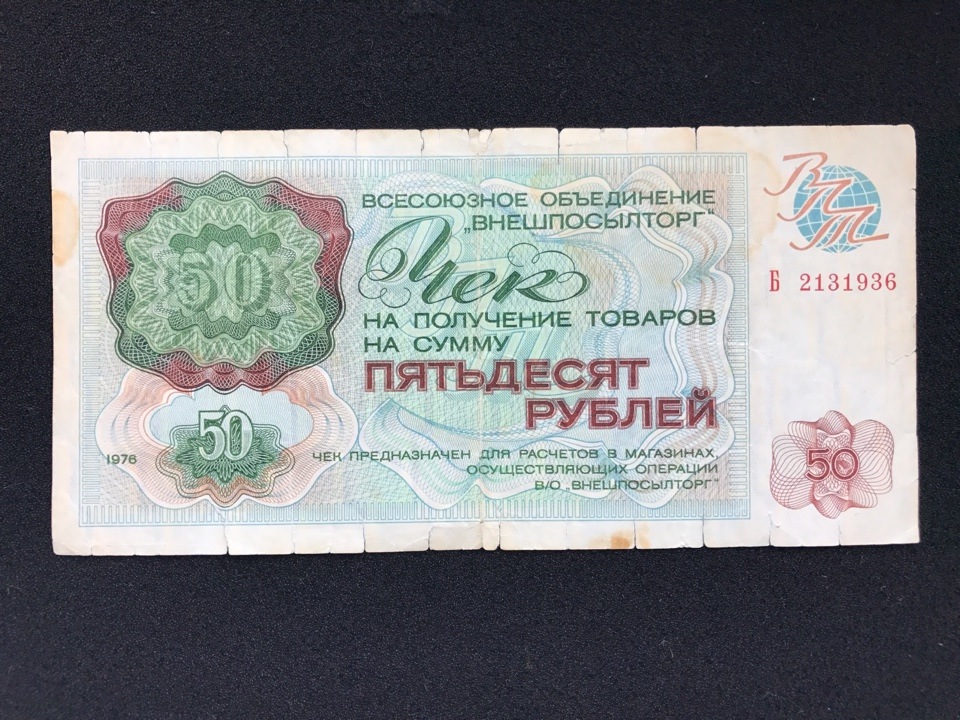 50
ВСЕСОЮЗНОЕ ОБЪЕДИНЕНИЕ
„ВНЕШПОСЫЛТОРГ"
Чек
НА ПОЛУЧЕНИЕ ТОВАРОВ
НА СУММУ
ПЯТЬДЕСЯТ
РУБЛЕЙ
ЧЕК ПРЕДНАЗНАЧЕН ДЛЯ РАСЧЕТОВ В МАГАЗИНАХ,
ОСУЩЕСТВЛЯЮЩИХ ОПЕРАЦИИ
В/О „ВНЕШПОСЫЛТОРГ"
50
1976
ВПТ
Б 2131936
50